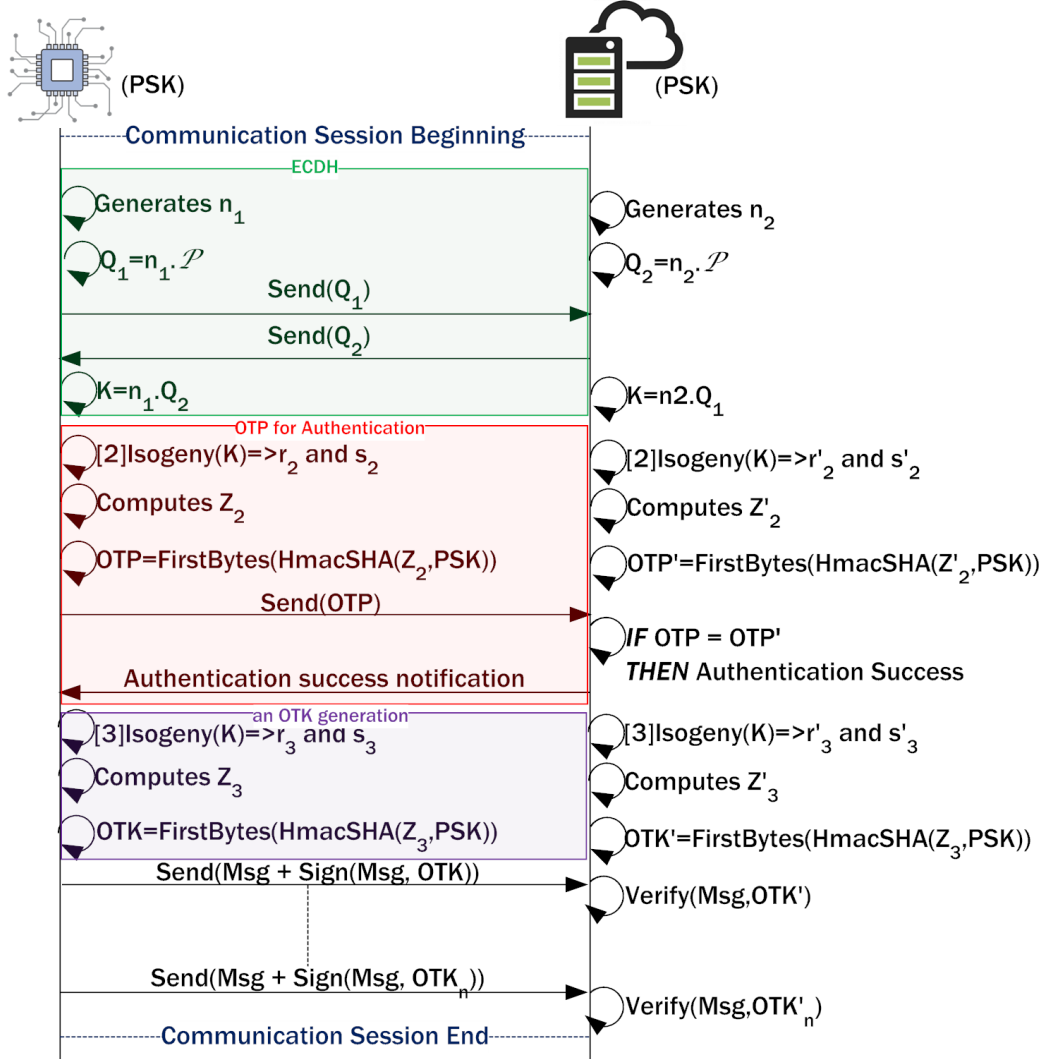 (PSK)
(PSK)
Communication Session Beginning
ECDH
Generates n₁
Generates n₂
Q₁=n₁.𝒫
Q₂=n₂.𝒫
Send(Q₁)
Send(Q₂)
K=n₁.Q₂
K=n2.Q₁
OTP for Authentication
[2]Isogeny(K)=>r₂ and s₂
[2]Isogeny(K)=>r'₂ and s'₂
Computes Z₂
Computes Z'₂
OTP=FirstBytes(HmacSHA(Z₂,PSK))
OTP'=FirstBytes(HmacSHA(Z'₂,PSK))
Send(OTP)
IF OTP = OTP'
THEN Authentication Success
Authentication success notification
an OTK generation
[3]Isogeny(K)=>r₃ and s₃
[3]Isogeny(K)=>r'₃ and s'₃
Computes Z₃
Computes Z'₃
OTK=FirstBytes(HmacSHA(Z₃,PSK))
OTK'=FirstBytes(HmacSHA(Z₃,PSK))
Send(Msg + Sign(Msg, OTK))
Verify(Msg,OTK')
Send(Msg + Sign(Msg, OTKₙ))
Verify(Msg,OTK'ₙ)
Communication Session End